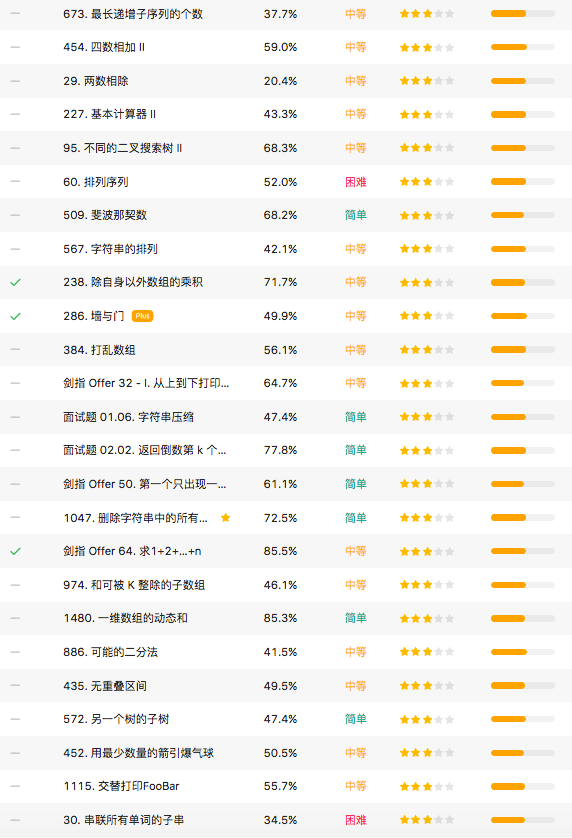 673. 最长递增子序列的个数 37.7% 中等
454. 四数相加 II 59.0% 中等
29. 两数相除 20.4% 中等
227. 基本计算器 II 43.3% 中等
95. 不同的二叉搜索树 II 68.3% 中等
60. 排列序列 52.0% 困难
509. 斐波那契数 68.2% 简单
567. 字符串的排列 42.1% 中等
238. 除自身以外数组的乘积 71.7% 中等
286. 墙与门 Plus 49.9% 中等
384. 打乱数组 56.1% 中等
剑指 Offer 32 - I. 从上到下打印... 64.7% 中等
面试题 01.06. 字符串压缩 47.4% 简单
面试题 02.02. 返回倒数第 k 个... 77.8% 简单
剑指 Offer 50. 第一个只出现一... 61.1% 简单
1047. 删除字符串中的所有... 72.5% 简单
剑指 Offer 64. 求1+2+…+n 85.5% 中等
974. 和可被 K 整除的子数组 46.1% 中等
1480. 一维数组的动态和 85.3% 简单
886. 可能的二分法 41.5% 中等
435. 无重叠区间 49.5% 中等
572. 另一个树的子树 47.4% 简单
452. 用最少数量的箭引爆气球 50.5% 中等
1115. 交替打印FooBar 55.7% 中等
30. 串联所有单词的子串 34.5% 困难